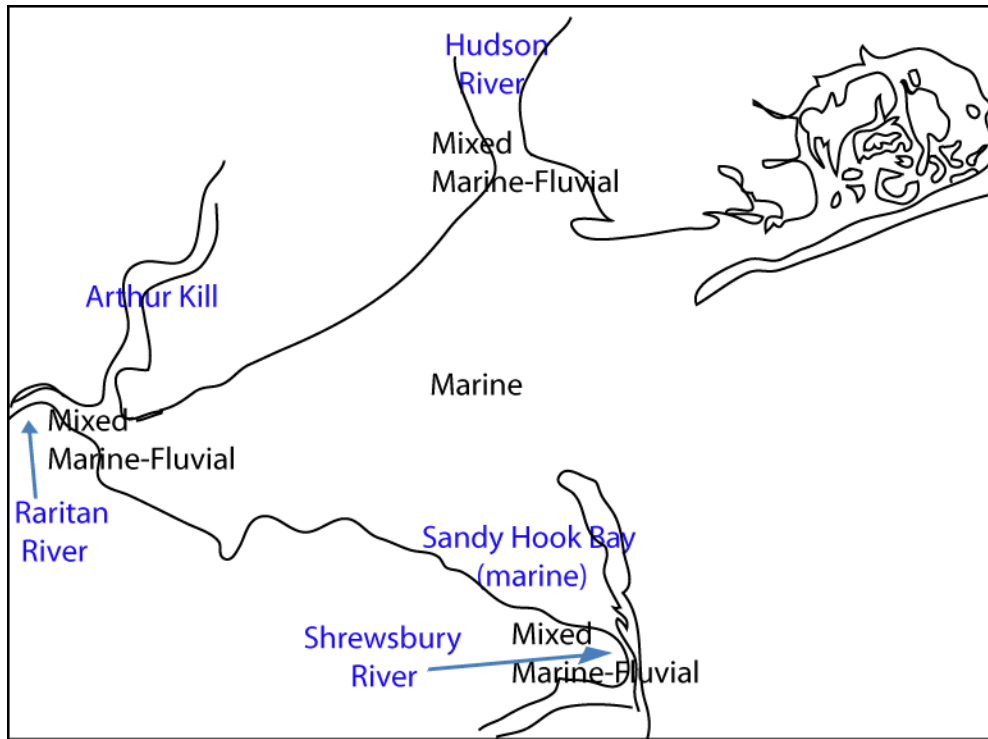 Hudson
River
Mixed
Marine-Fluvial
Arthur Kill
Marine
Mixed
Marine-Fluvial
Raritan
River
Sandy Hook Bay
(marine)
Shrewsbury
River
Mixed
Marine-Fluvial